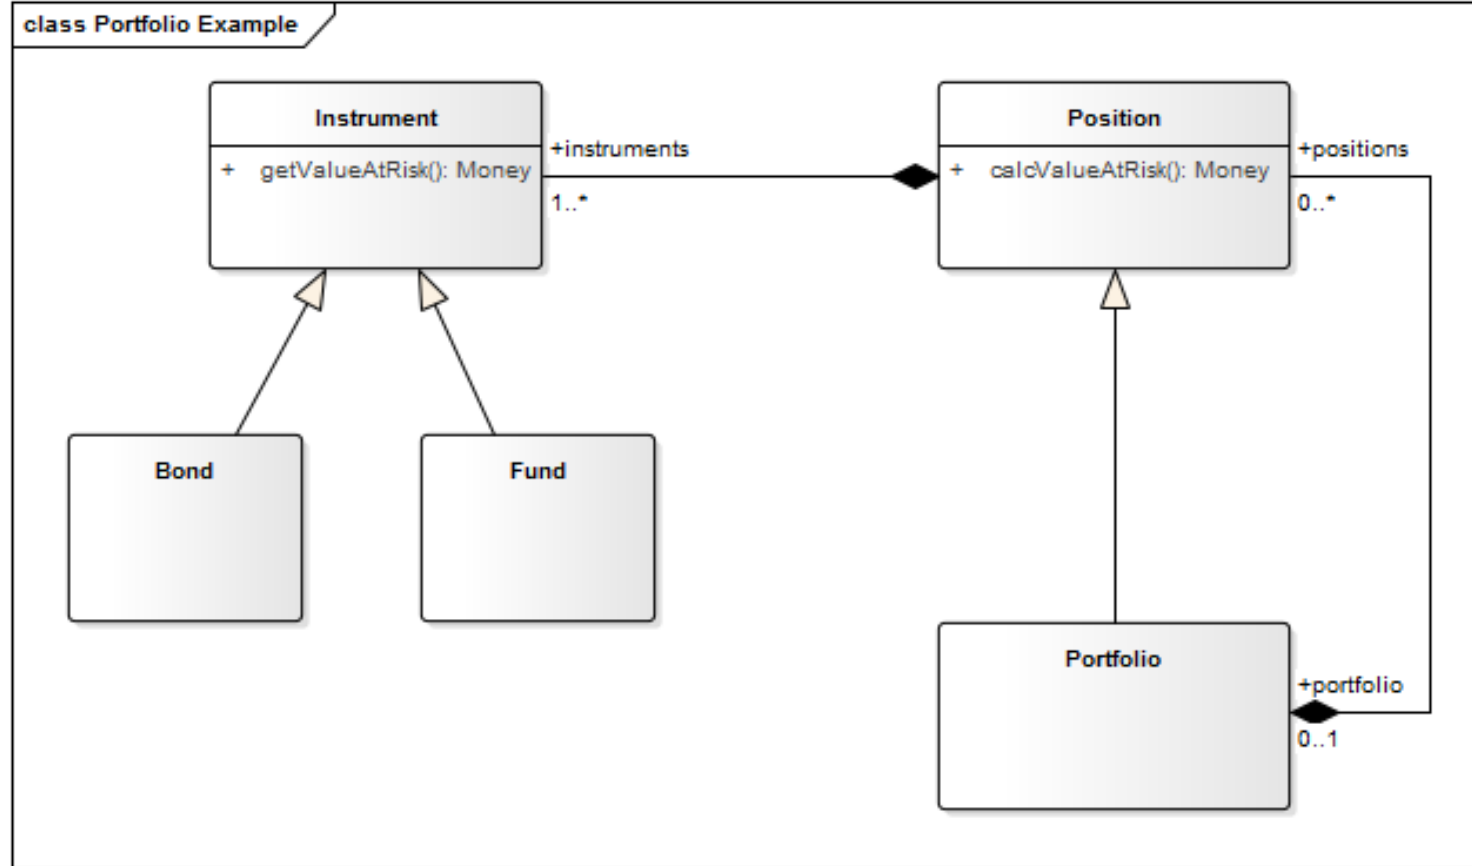 class Portfolio Example
Instrument
+ getValueAtRisk(): Money
+instruments
1..*
Position
+ calcValueAtRisk(): Money
+positions
0..*
Bond
Fund
Portfolio
+portfolio
0..1